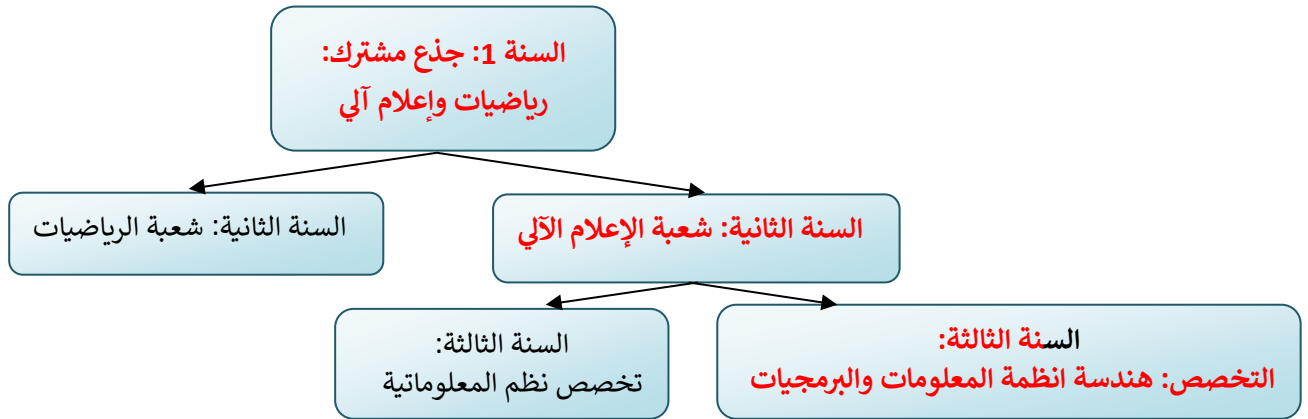 السنة 1: جذع مشترك:
رياضيات وإعلام آلي
السنة الثانية: شعبة الإعلام الآلي
السنة الثانية: شعبة الرياضيات
السنة الثالثة:
التخصص: هندسة انظمة المعلومات والبرمجيات
السنة الثالثة:
تخصص نظم المعلوماتية